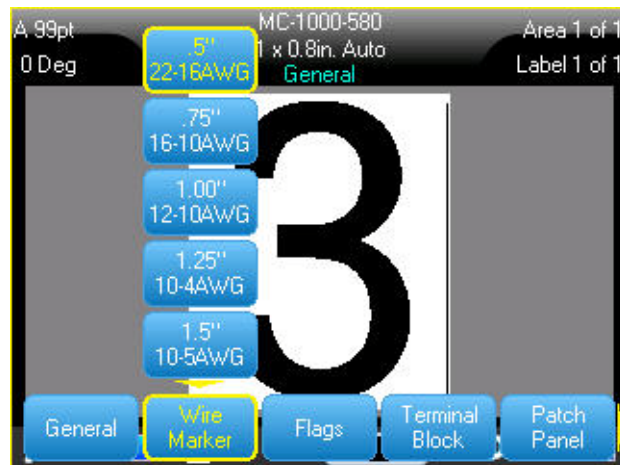 A 99pt
MC-1000-580
Area 1 of 1
0 Deg
1 x 0.8in. Auto
Label 1 of 1
General
.5"
22-16AWG
.75"
16-10AWG
1.00"
12-10AWG
1.25"
10-4AWG
1.5"
10-5AWG
3
General
Wire
Marker
Flags
Terminal
Block
Patch
Panel